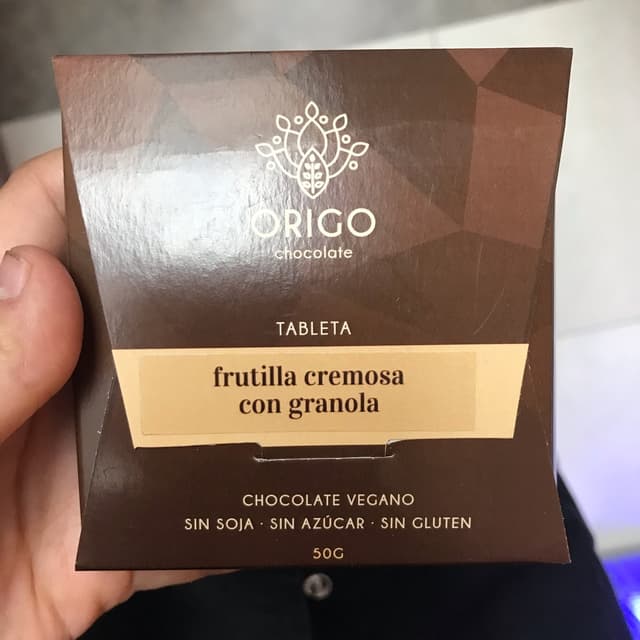 ORIGO
chocolate
TABLETA
frutilla cremosa
con granola
CHOCOLATE VEGANO
SIN SOJA · SIN AZÚCAR · SIN GLUTEN
50G